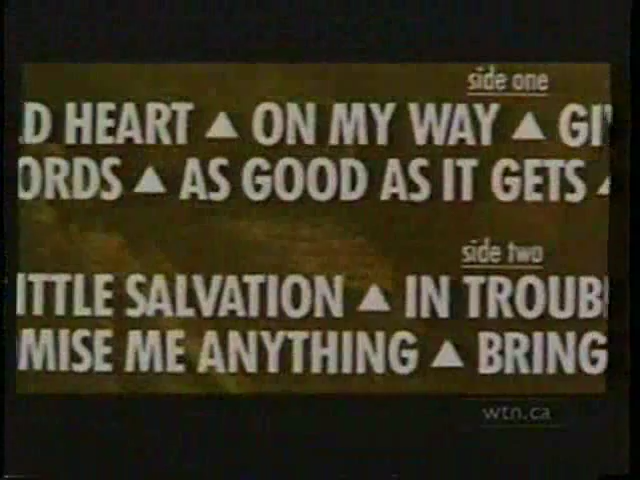 side one
D HEART ▲ ON MY WAY ▲ GI
ORDS ▲ AS GOOD AS IT GETS
side two
ITTLE SALVATION ▲ IN TROUB
MISE ME ANYTHING ▲ BRING
wtn.ca